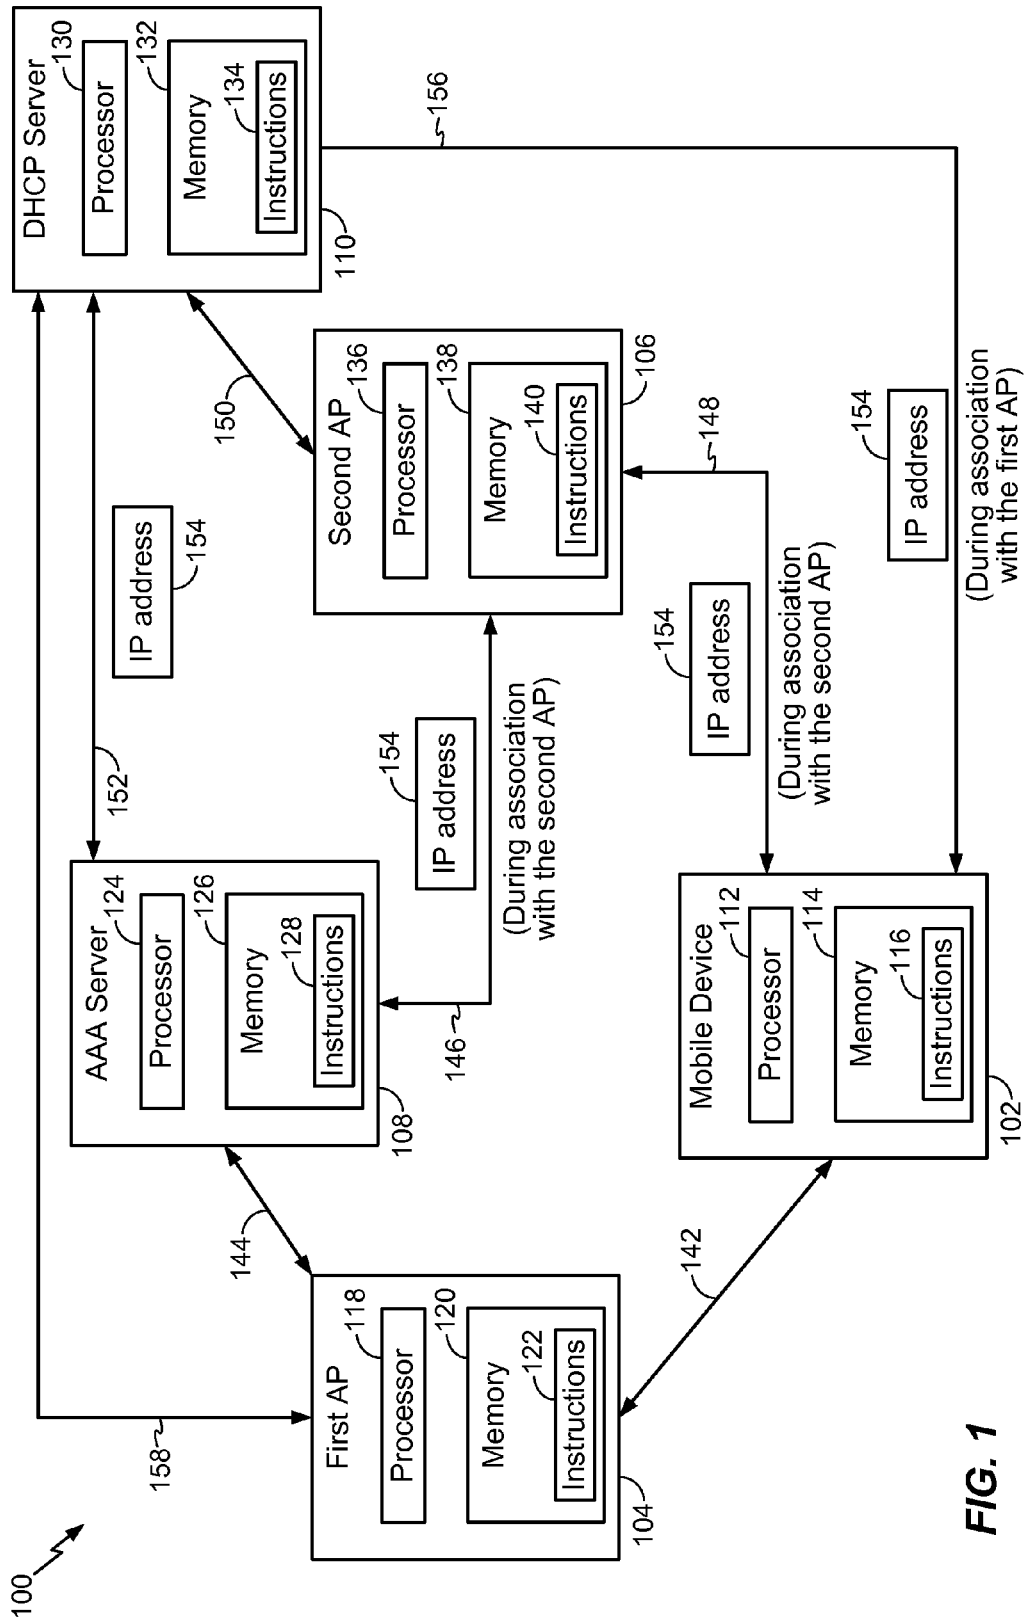 100
158
First AP
Processor
118
Memory
120
Instructions
122
104
144
142
AAA Server
Processor
124
Memory
126
Instructions
128
108
152
IP address
154
146
IP address
154
(During association
with the second AP)
Mobile Device
Processor
112
Memory
114
Instructions
116
102
Second AP
Processor
136
Memory
138
Instructions
140
106
150
148
IP address
154
(During association
with the second AP)
DHCP Server
Processor
130
Memory
132
Instructions
134
110
156
IP address
154
(During association
with the first AP)
FIG. 1